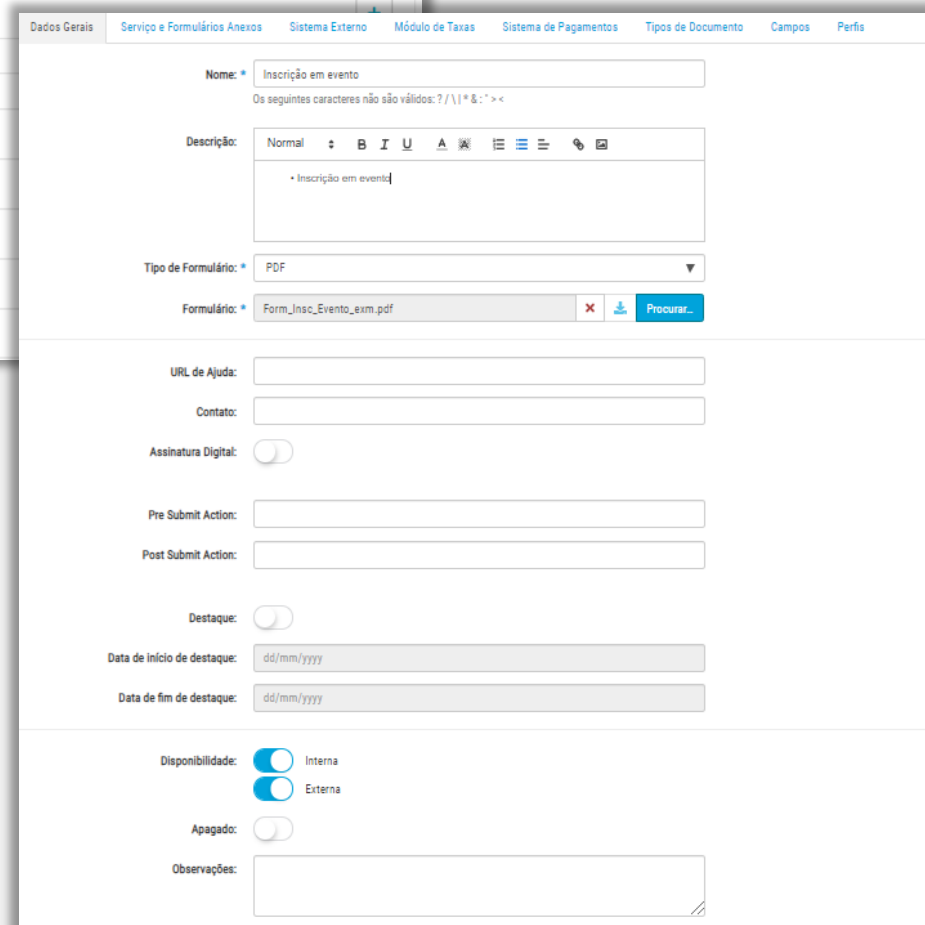 Dados Gerais Serviço e Formulários Anexos Sistema Externo Módulo de Taxas Sistema de Pagamentos Tipos de Documento Campos Perfis
Nome: * Inscrição em evento
Os seguintes caracteres não são válidos: ? / \ | * & : " > <
Descrição: Normal B I U A A
• Inscrição em evento
Tipo de Formulário: * PDF
Formulário: * Form_Insc_Evento_exm.pdf Procurar...
URL de Ajuda:
Contato:
Assinatura Digital:
Pre Submit Action:
Post Submit Action:
Destaque:
Data de início de destaque: dd/mm/yyyy
Data de fim de destaque: dd/mm/yyyy
Disponibilidade: Interna
Externa
Apagado:
Observações: